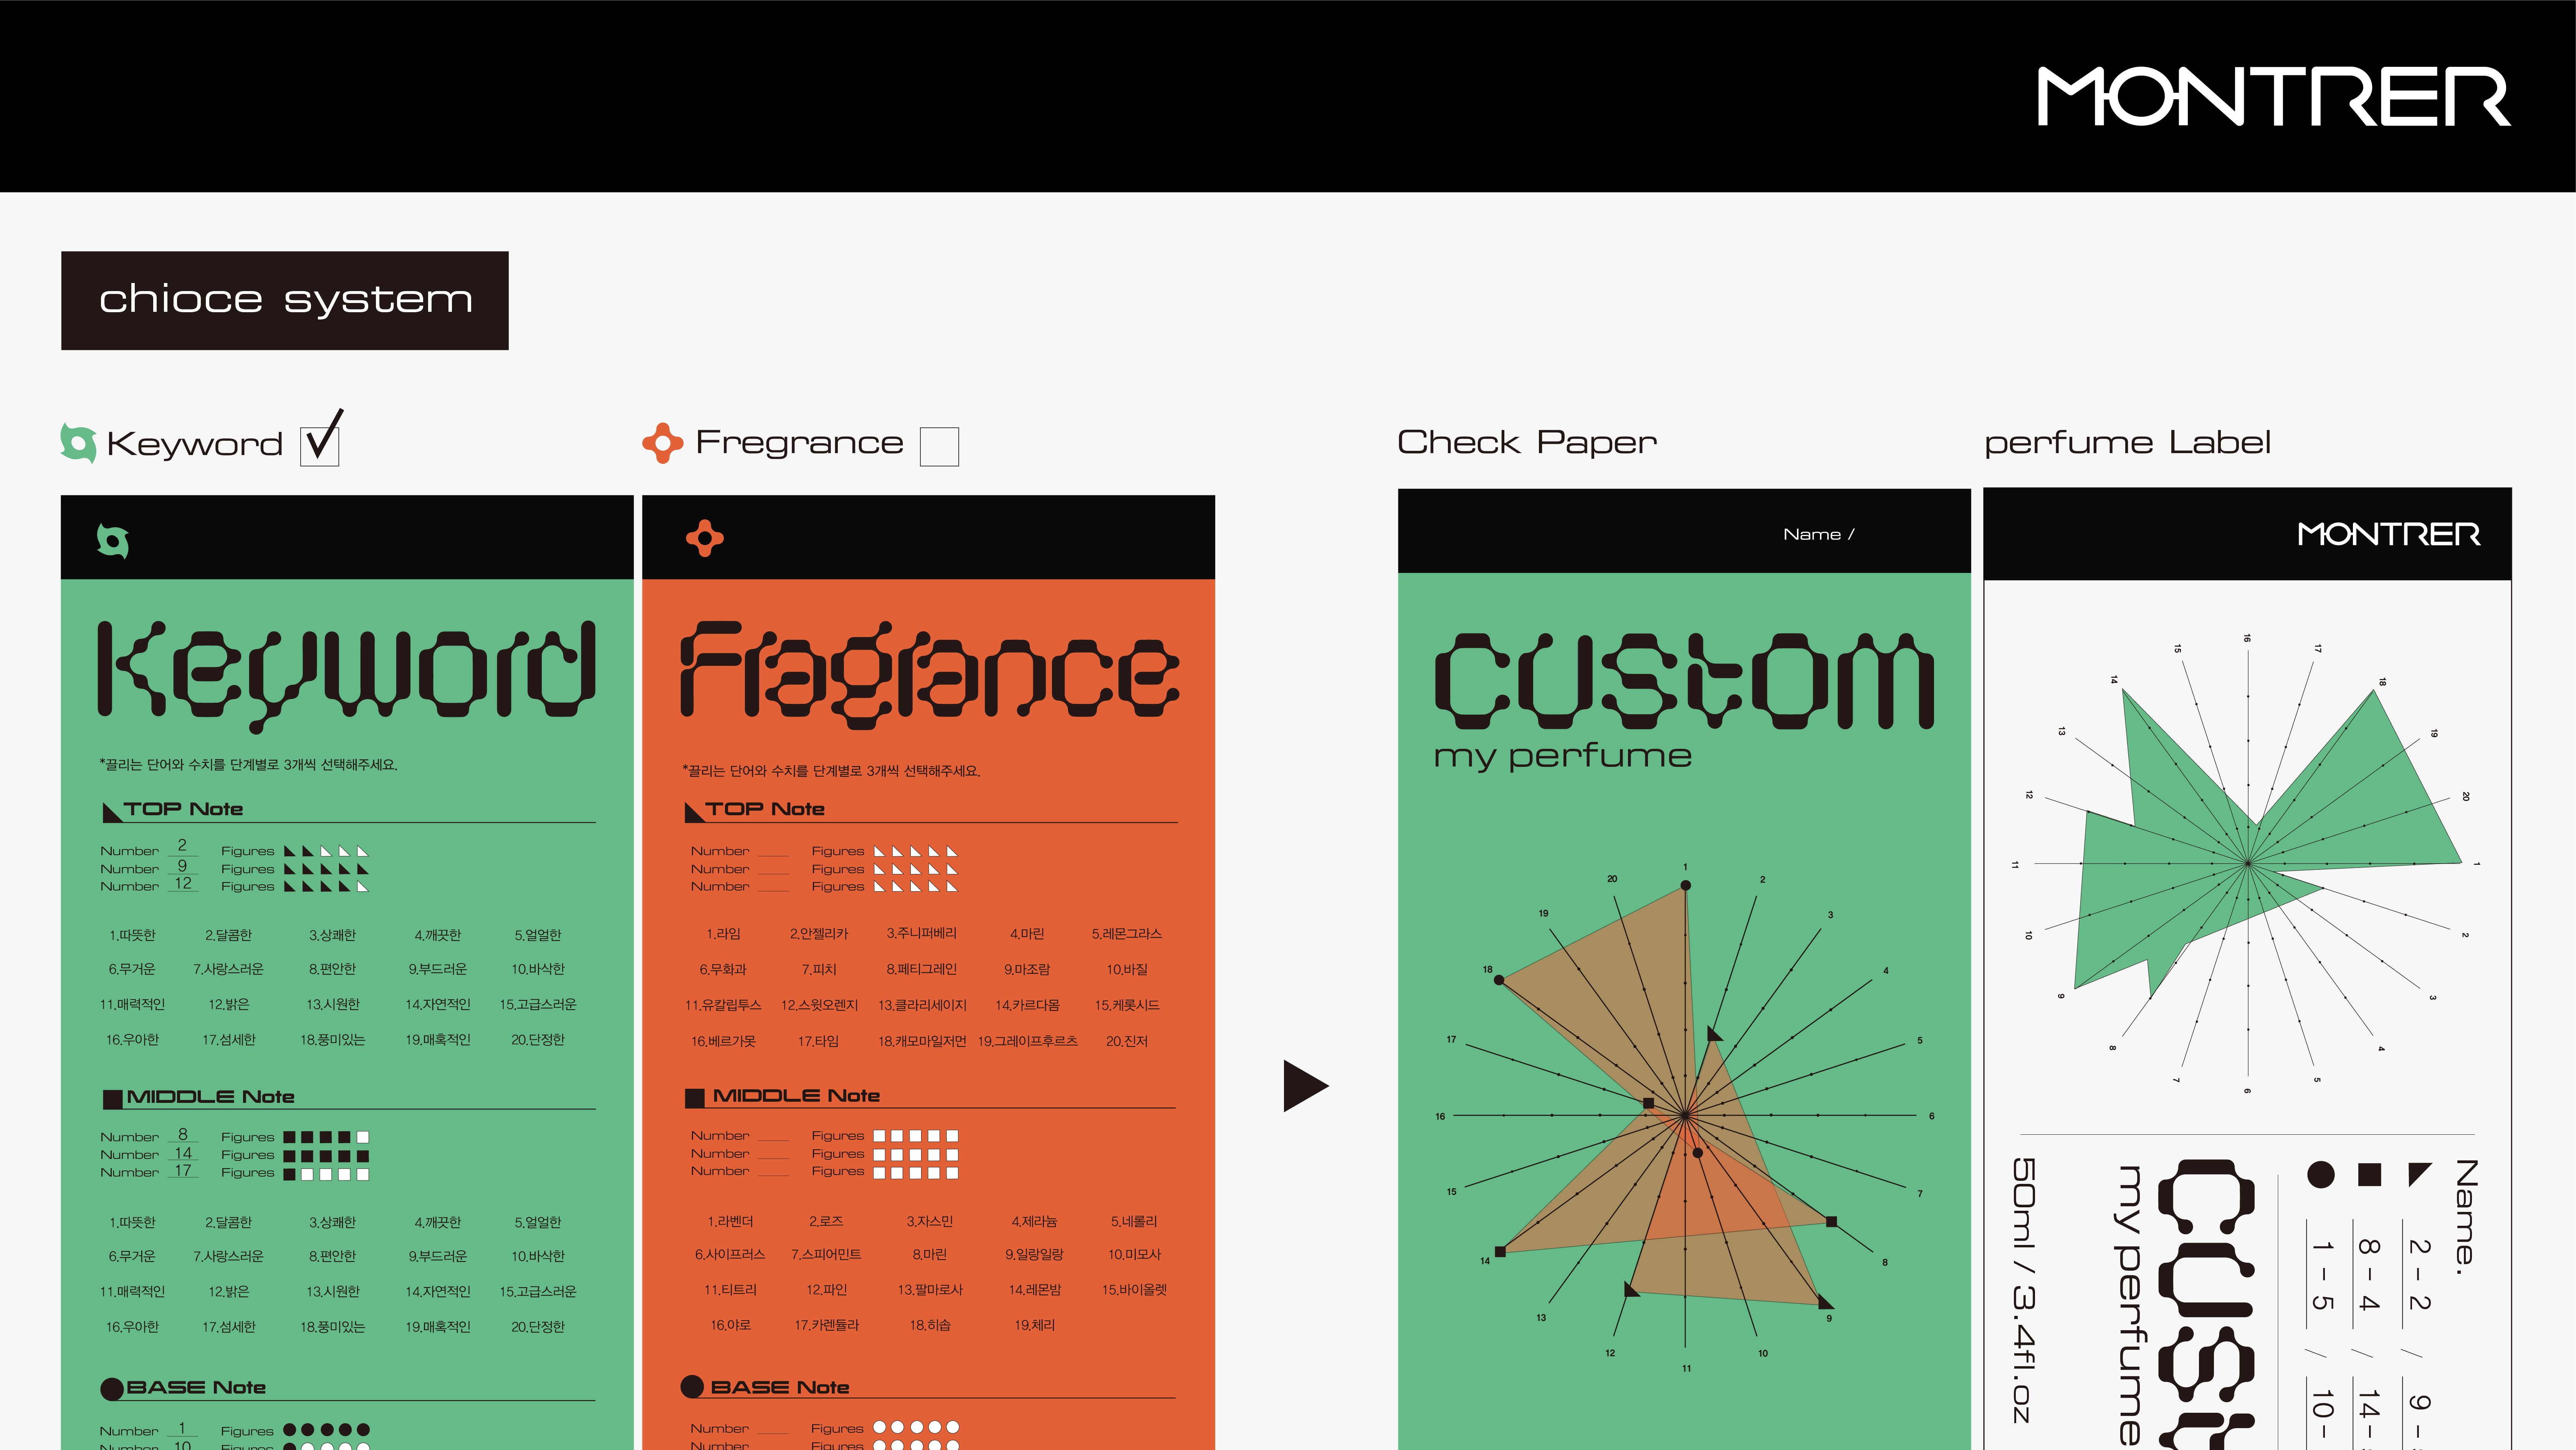 MONTRER
chioce system
Keyword
Fregrance
Check Paper
perfume Label
Keyword
*끌리는 단어와 수치를 단계별로 3개씩 선택해주세요.
TOP Note
Number 2 Figures
Number 9 Figures
Number 12 Figures
1.따뜻한 2.달콤한 3.상쾌한 4.깨끗한 5.얼얼한
6.무거운 7.사랑스러운 8.편안한 9.부드러운 10.바삭한
11.매력적인 12.밝은 13.시원한 14.자연적인 15.고급스러운
16.우아한 17.섬세한 18.풍미있는 19.매혹적인 20.단정한
MIDDLE Note
Number 8 Figures
Number 14 Figures
Number 17 Figures
1.따뜻한 2.달콤한 3.상쾌한 4.깨끗한 5.얼얼한
6.무거운 7.사랑스러운 8.편안한 9.부드러운 10.바삭한
11.매력적인 12.밝은 13.시원한 14.자연적인 15.고급스러운
16.우아한 17.섬세한 18.풍미있는 19.매혹적인 20.단정한
BASE Note
Number 1 Figures
Number 10 Figures
Fragrance
*끌리는 단어와 수치를 단계별로 3개씩 선택해주세요.
TOP Note
Number Figures
Number Figures
Number Figures
1.라임 2.안젤리카 3.주니퍼베리 4.마린 5.레몬그라스
6.무화과 7.피치 8.페티그레인 9.마조람 10.바질
11.유칼립투스 12.스윗오렌지 13.클라리세이지 14.카르다몸 15.케롯시드
16.베르가못 17.타임 18.캐모마일저먼 19.그레이프후르츠 20.진저
MIDDLE Note
Number Figures
Number Figures
Number Figures
1.라벤더 2.로즈 3.자스민 4.제라늄 5.네롤리
6.사이프러스 7.스피어민트 8.마린 9.일랑일랑 10.미모사
11.티트리 12.파인 13.팔마로사 14.레몬밤 15.바이올렛
16.야로 17.카렌듈라 18.히솝 19.체리
BASE Note
Number Figures
Number Figures
Name /
custom
my perfume
1
2
3
4
5
6
7
8
9
10
11
12
13
14
15
16
17
18
19
20
MONTRER
1
2
3
4
5
6
7
8
9
10
11
12
13
14
15
16
17
18
19
20
Name.
2 - 2 / 9 -
8 - 4 / 14 -
1 - 5 / 10 -
my perfume
50ml / 3.4fl.oz